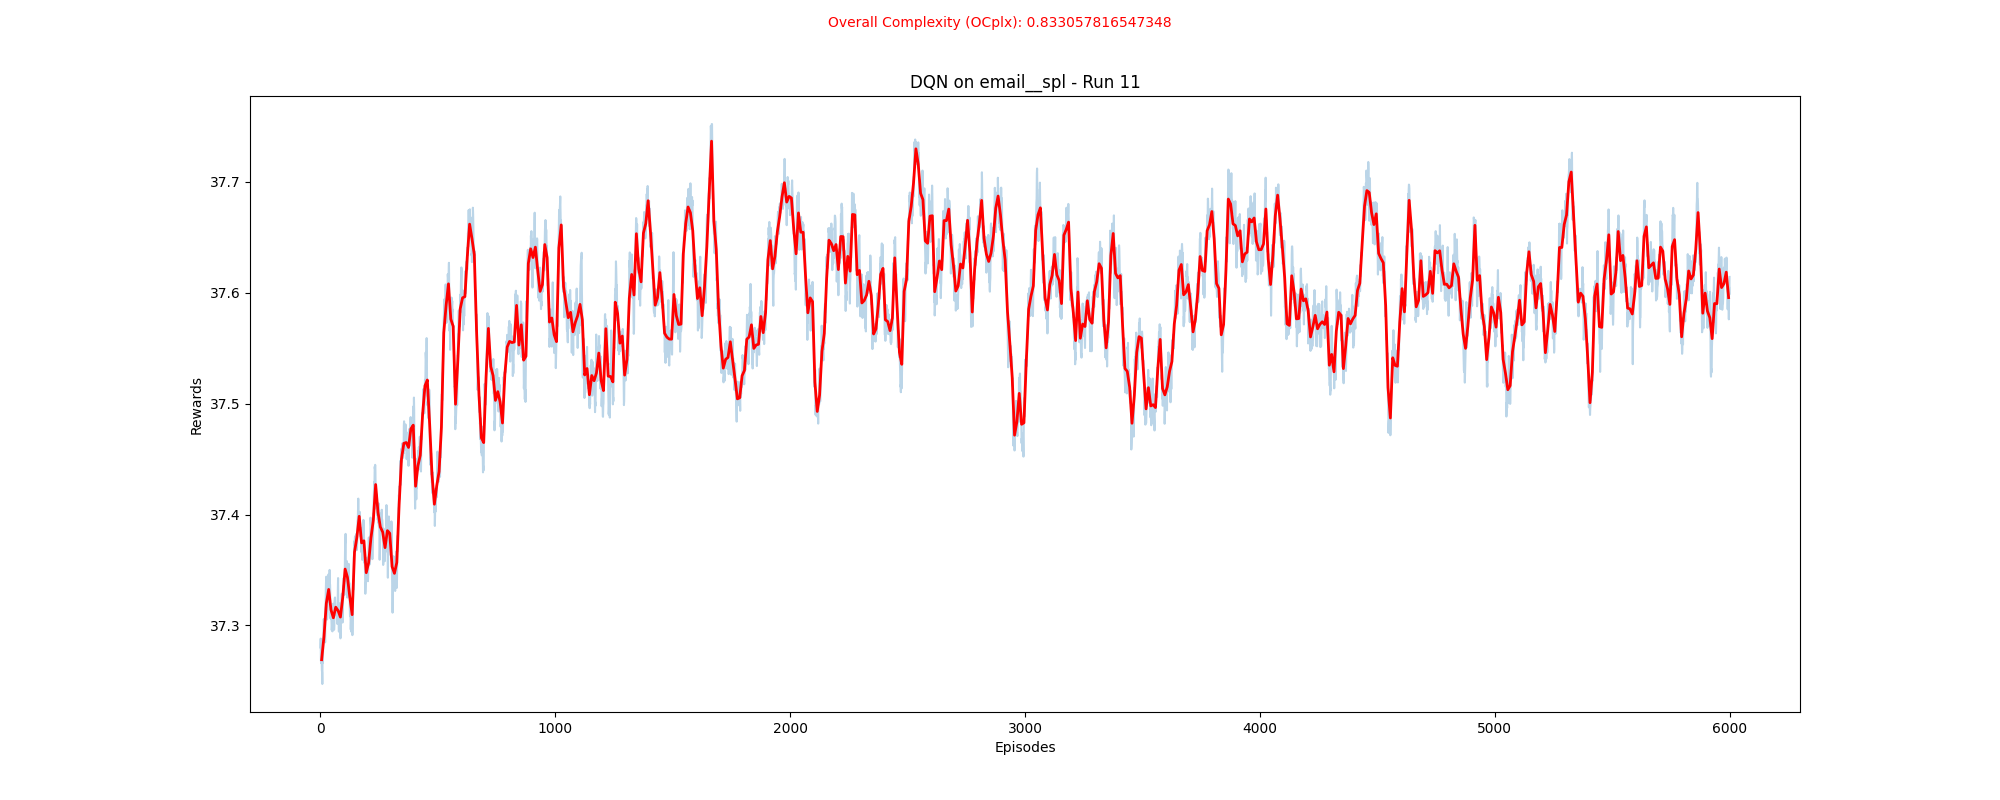 Overall Complexity (OCplx): 0.833057816547348
DQN on email__spl - Run 11
37.7
37.6
37.5
37.4
37.3
Rewards
0 1000 2000 3000 4000 5000 6000
Episodes